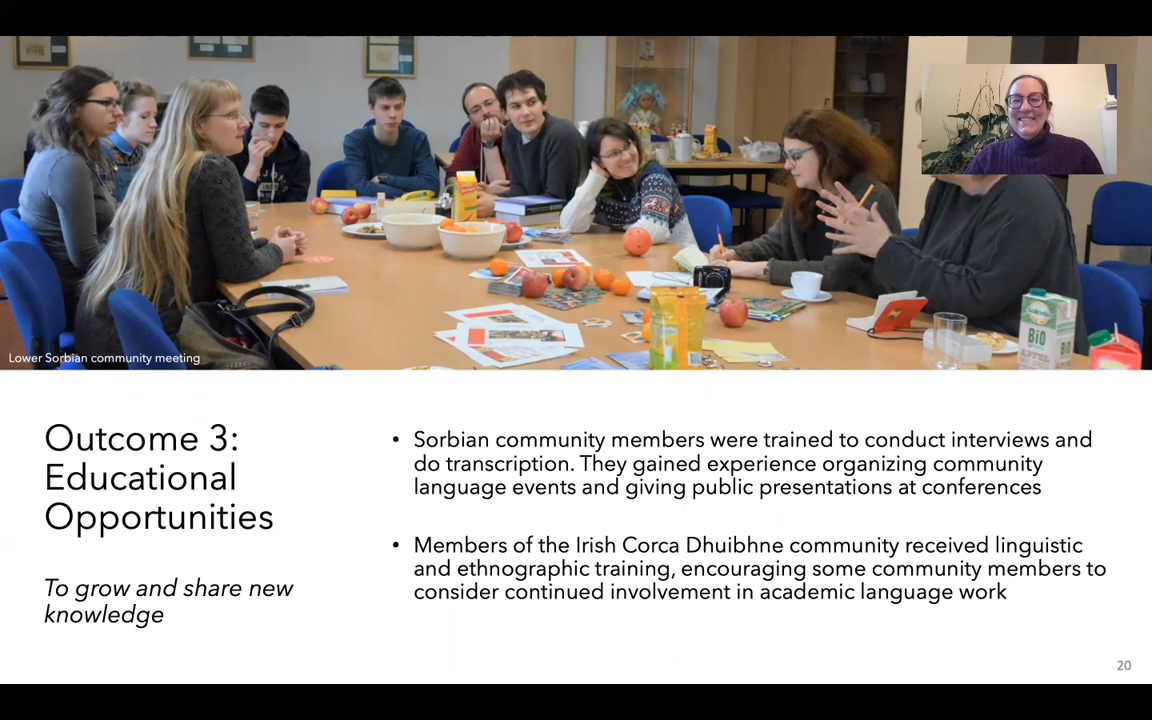 Lower Sorbian community meeting
BiO
BiO
Outcome 3:
Educational
Opportunities
To grow and share new
knowledge
• Sorbian community members were trained to conduct interviews and
do transcription. They gained experience organizing community
language events and giving public presentations at conferences
• Members of the Irish Corca Dhuibhne community received linguistic
and ethnographic training, encouraging some community members to
consider continued involvement in academic language work
20